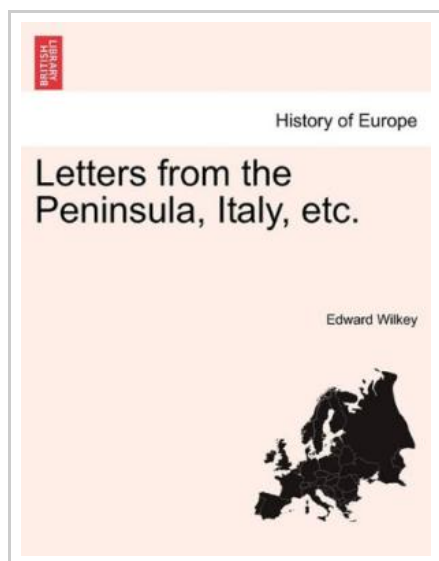 BRITISH
LIBRARY
History of Europe
Letters from the
Peninsula, Italy, etc.
Edward Wilkey